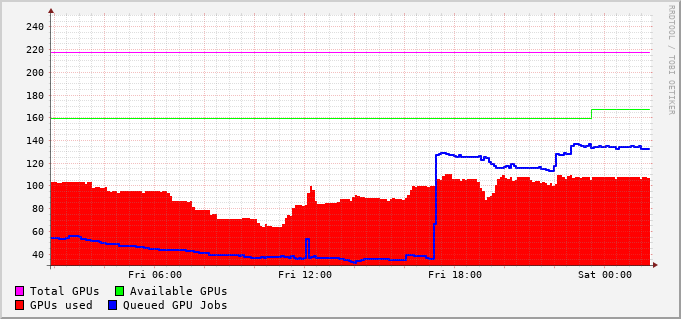 RRDTOOL / TOBI OETIKER
240
220
200
180
160
140
120
100
80
60
40
Fri 06:00 Fri 12:00 Fri 18:00 Sat 00:00
Total GPUs Available GPUs
GPUs used Queued GPU Jobs